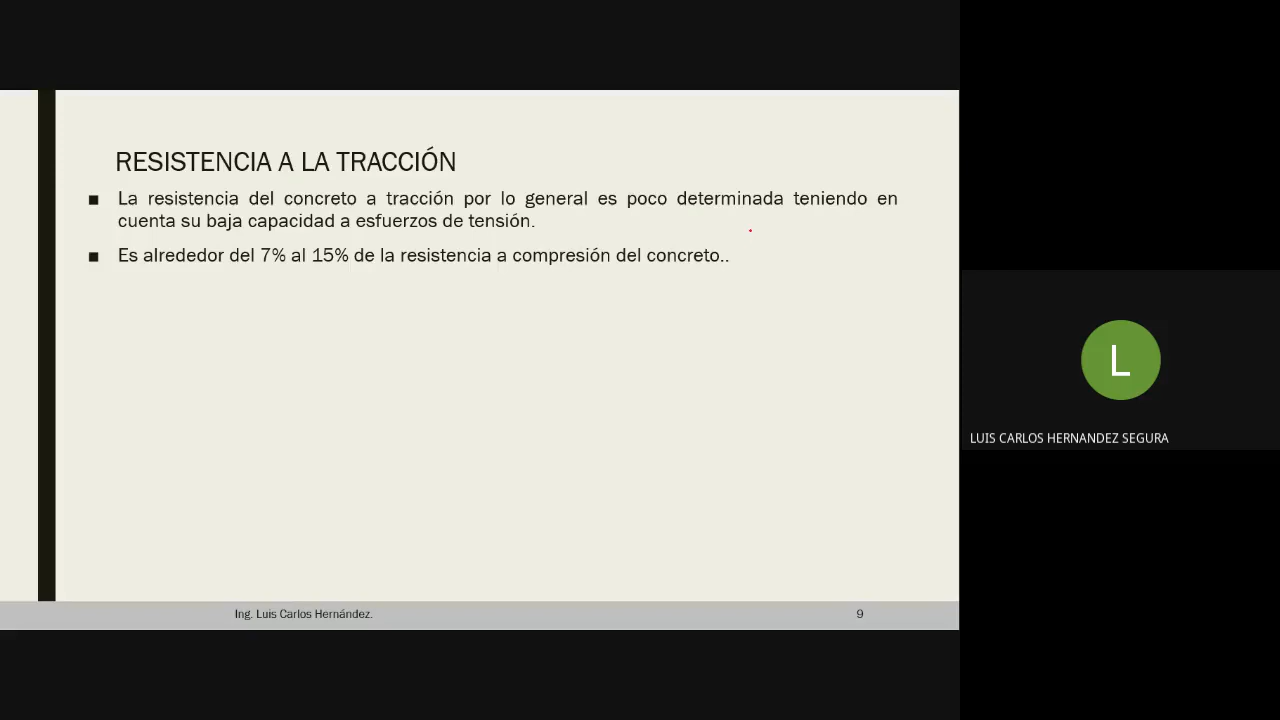 RESISTENCIA A LA TRACCIÓN
■ La resistencia del concreto a tracción por lo general es poco determinada teniendo en
cuenta su baja capacidad a esfuerzos de tensión.
■ Es alrededor del 7% al 15% de la resistencia a compresión del concreto..
L
LUIS CARLOS HERNANDEZ SEGURA
Ing. Luis Carlos Hernández.
9